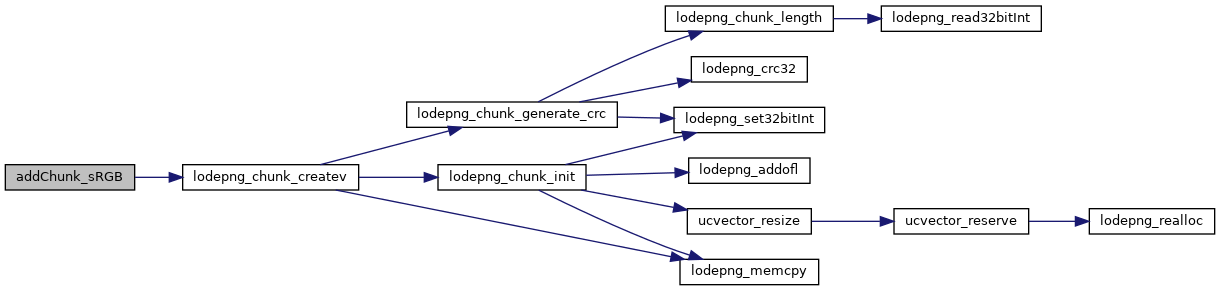 addChunk_sRGB
lodepng_chunk_createv
lodepng_chunk_generate_crc
lodepng_chunk_length
lodepng_read32bitInt
lodepng_crc32
lodepng_set32bitInt
lodepng_chunk_init
lodepng_addofl
ucvector_resize
ucvector_reserve
lodepng_realloc
lodepng_memcpy